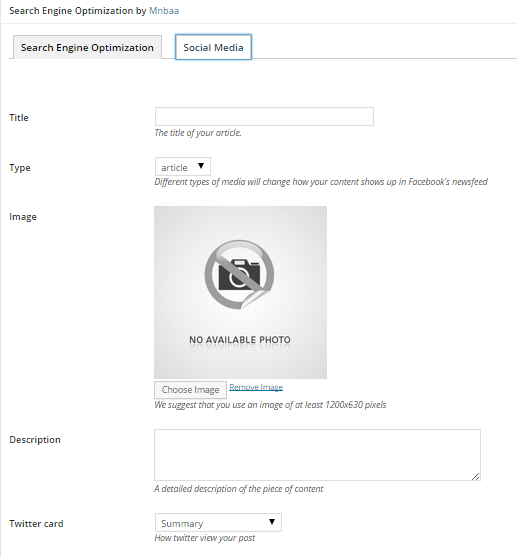 Search Engine Optimization by Mnbaa
Search Engine Optimization Social Media
Title
The title of your article.
Type article
Different types of media will change how your content shows up in Facebook's newsfeed
Image
NO AVAILABLE PHOTO
Choose Image Remove Image
We suggest that you use an image of at least 1200x630 pixels
Description
A detailed description of the piece of content
Twitter card Summary
How twitter view your post